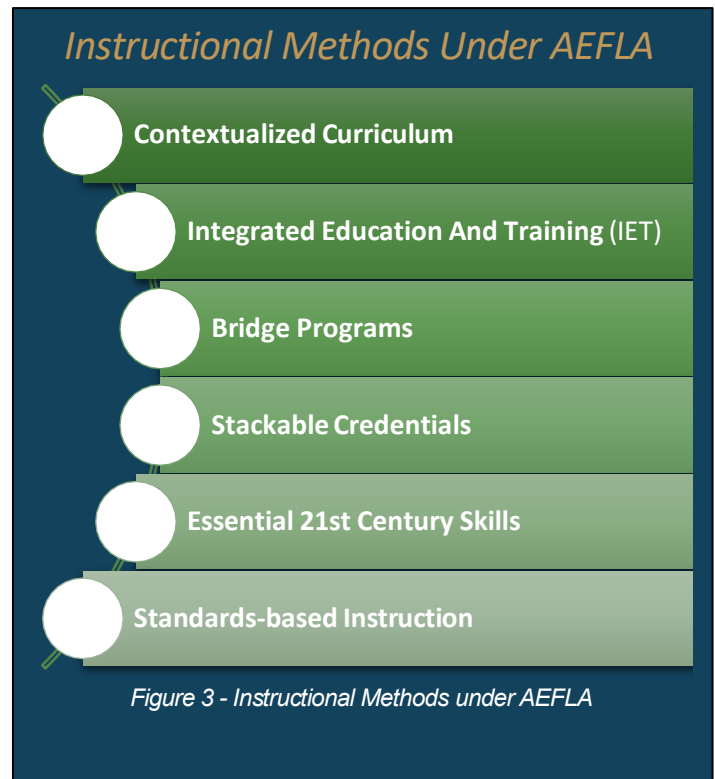 Instructional Methods Under AEFLA
Contextualized Curriculum
Integrated Education And Training (IET)
Bridge Programs
Stackable Credentials
Essential 21st Century Skills
Standards-based Instruction
Figure 3 - Instructional Methods under AEFLA